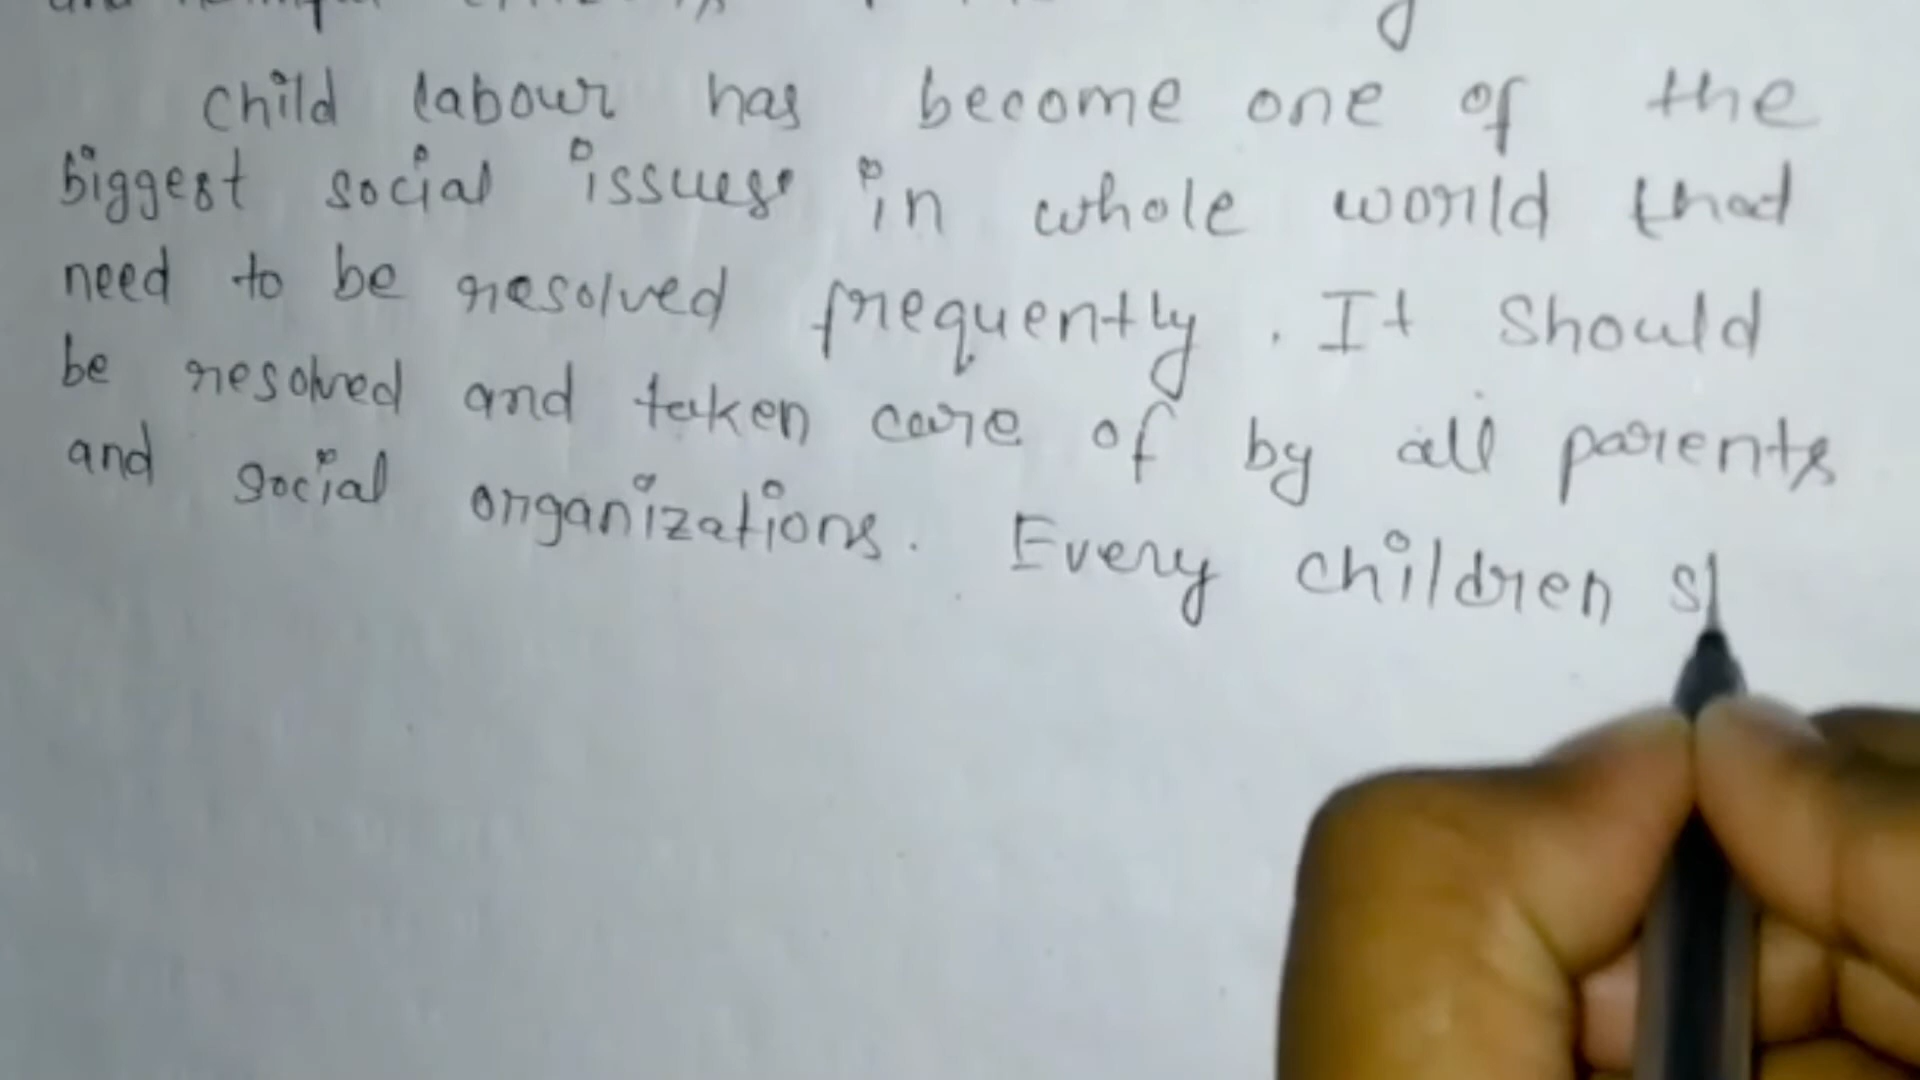 child labour has become one of the
biggest social issues in whole world that
need to be resolved frequently. It should
be resolved and taken care of by all parents
and social organizations. Every children